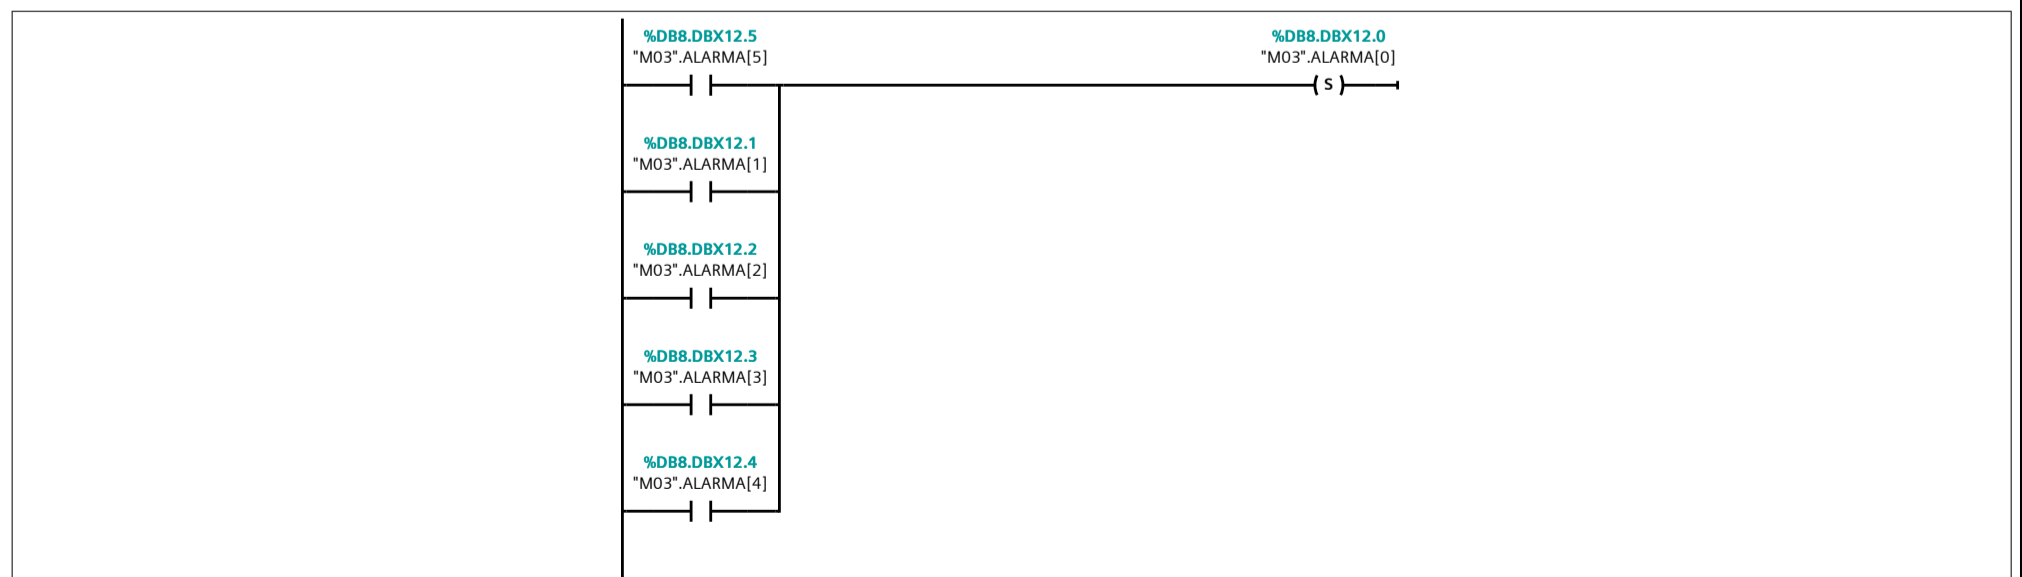 %DB8.DBX12.5
"M03".ALARMA[5]
%DB8.DBX12.0
"M03".ALARMA[0]
S
%DB8.DBX12.1
"M03".ALARMA[1]
%DB8.DBX12.2
"M03".ALARMA[2]
%DB8.DBX12.3
"M03".ALARMA[3]
%DB8.DBX12.4
"M03".ALARMA[4]